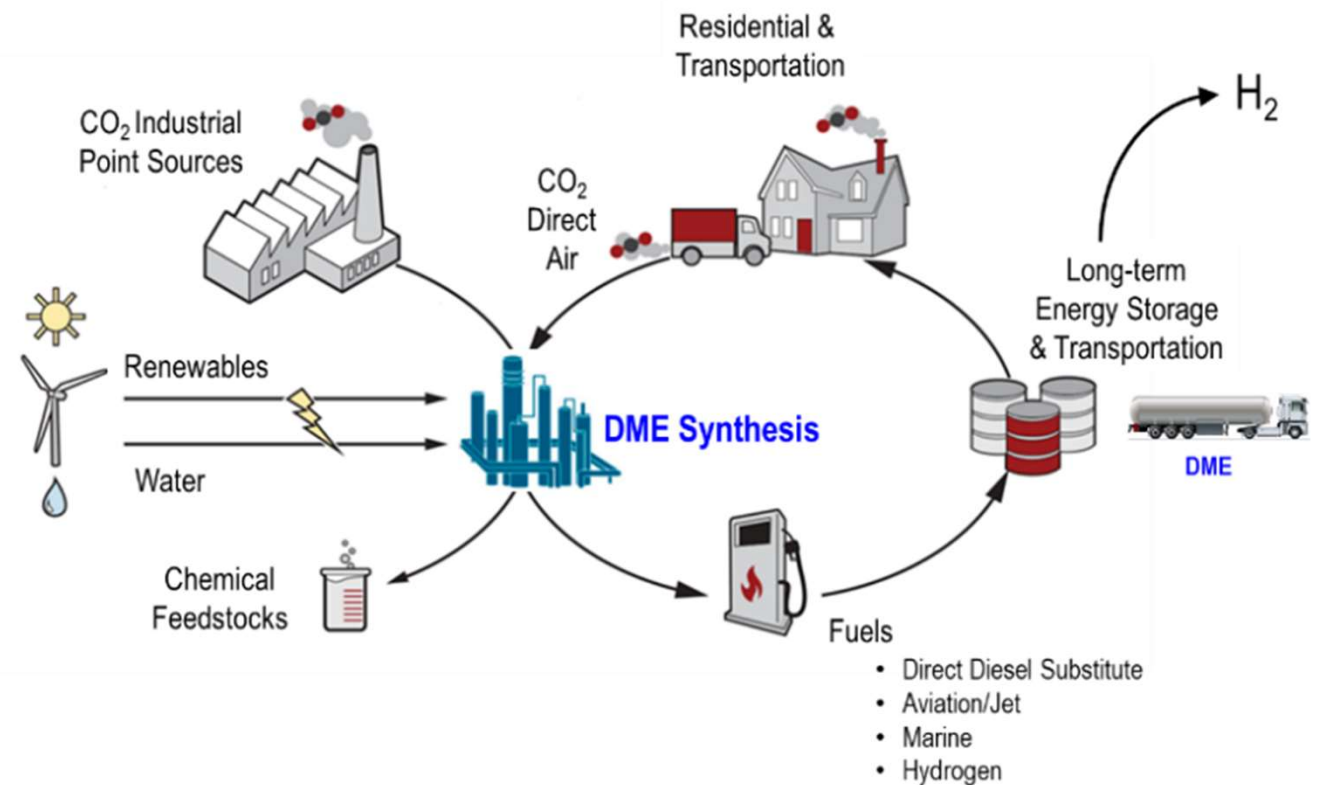 Residential &
Transportation
H₂
CO₂ Industrial
Point Sources
CO₂
Direct
Air
Long-term
Energy Storage
& Transportation
Renewables
DME Synthesis
DME
Water
Chemical
Feedstocks
Fuels
• Direct Diesel Substitute
• Aviation/Jet
• Marine
• Hydrogen